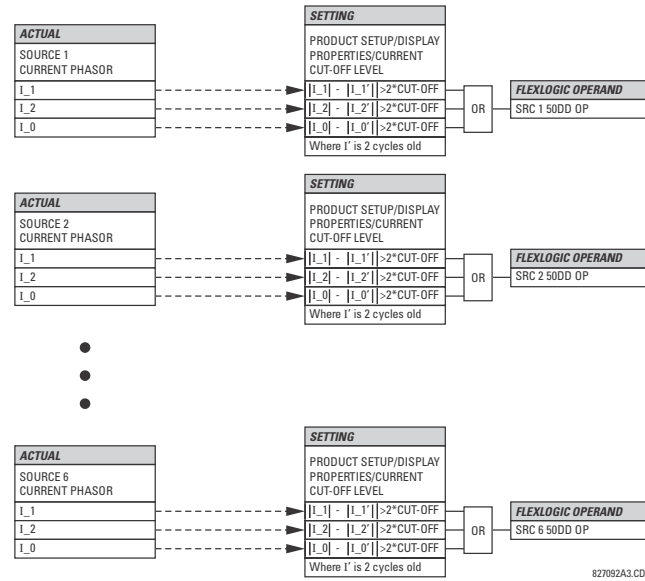 ACTUAL
SOURCE 1
CURRENT PHASOR
I_1
I_2
I_0
SETTING
PRODUCT SETUP/DISPLAY
PROPERTIES/CURRENT
CUT-OFF LEVEL
|I_1| - |I_1’||>2*CUT-OFF
|I_2| - |I_2’||>2*CUT-OFF
|I_0| - |I_0’||>2*CUT-OFF
Where I’ is 2 cycles old
OR
FLEXLOGIC OPERAND
SRC 1 50DD OP
ACTUAL
SOURCE 2
CURRENT PHASOR
I_1
I_2
I_0
SETTING
PRODUCT SETUP/DISPLAY
PROPERTIES/CURRENT
CUT-OFF LEVEL
|I_1| - |I_1’||>2*CUT-OFF
|I_2| - |I_2’||>2*CUT-OFF
|I_0| - |I_0’||>2*CUT-OFF
Where I’ is 2 cycles old
OR
FLEXLOGIC OPERAND
SRC 2 50DD OP
ACTUAL
SOURCE 6
CURRENT PHASOR
I_1
I_2
I_0
SETTING
PRODUCT SETUP/DISPLAY
PROPERTIES/CURRENT
CUT-OFF LEVEL
|I_1| - |I_1’||>2*CUT-OFF
|I_2| - |I_2’||>2*CUT-OFF
|I_0| - |I_0’||>2*CUT-OFF
Where I’ is 2 cycles old
OR
FLEXLOGIC OPERAND
SRC 6 50DD OP
827092A3.CD